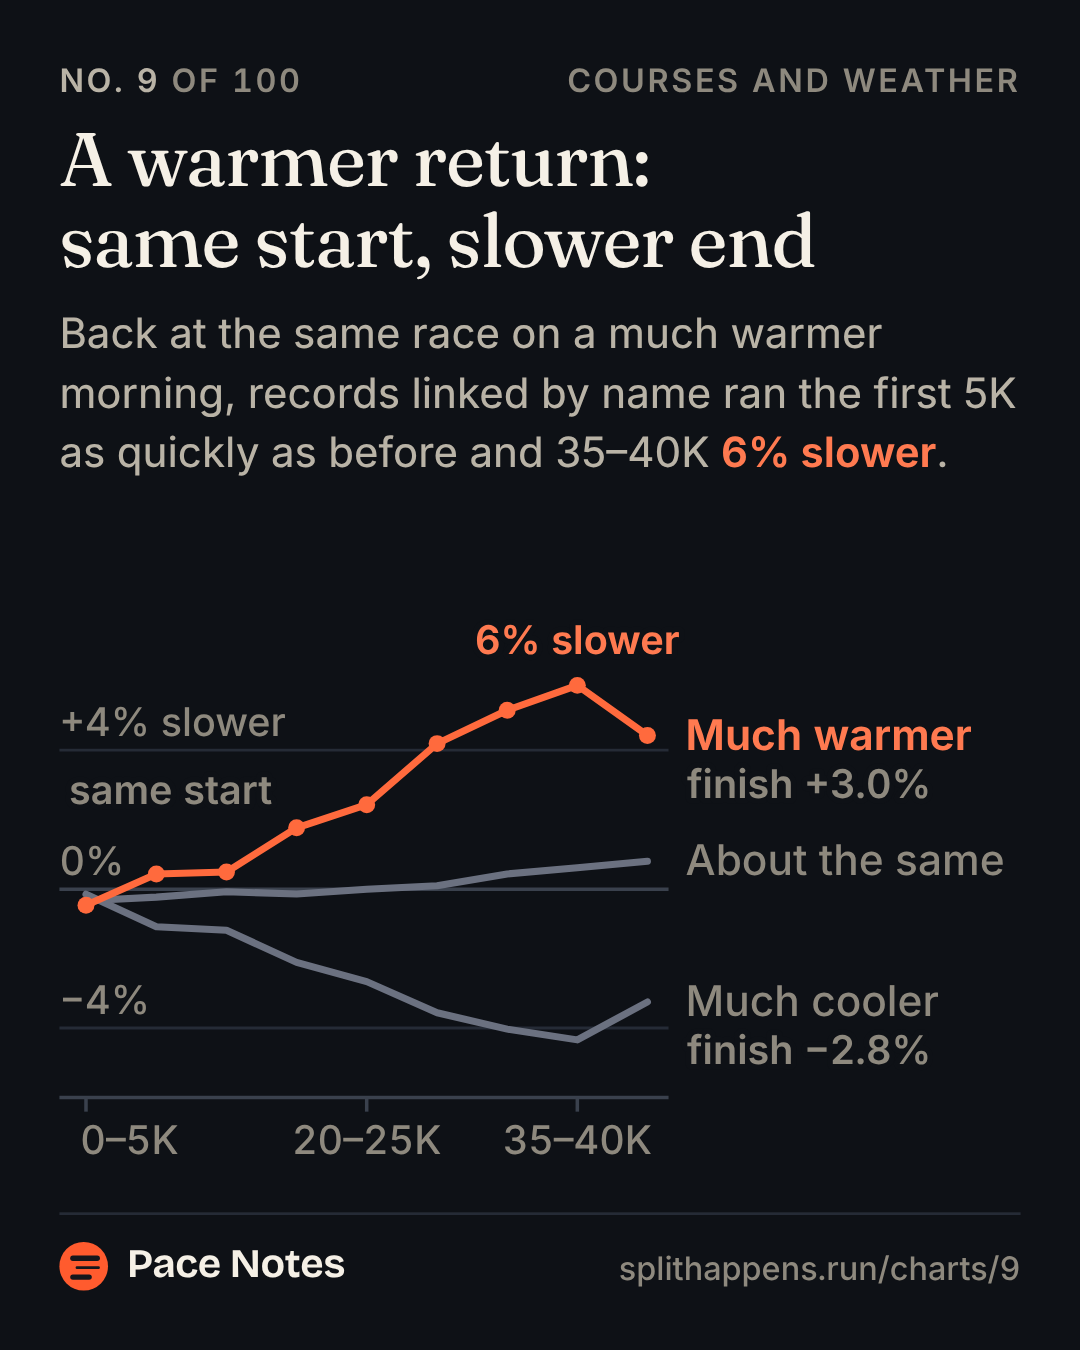 NO. 9 OF 100
COURSES AND WEATHER
A warmer return:
same start, slower end
Back at the same race on a much warmer
morning, records linked by name ran the first 5K
as quickly as before and 35–40K 6% slower.
6% slower
+4% slower
same start
0%
−4%
Much warmer
finish +3.0%
About the same
Much cooler
finish −2.8%
0–5K
20–25K
35–40K
Pace Notes
splithappens.run/charts/9